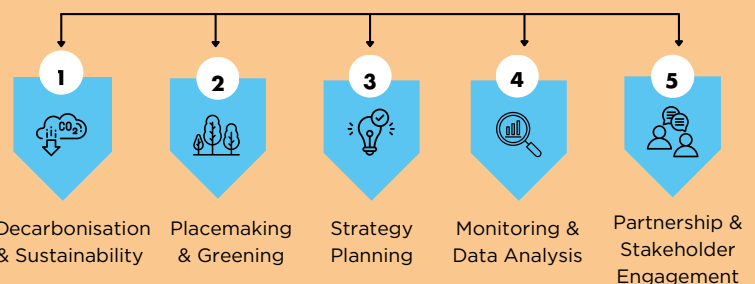 1
2
3
4
5
CO₂
Decarbonisation
& Sustainability
Placemaking
& Greening
Strategy
Planning
Monitoring &
Data Analysis
Partnership &
Stakeholder
Engagement